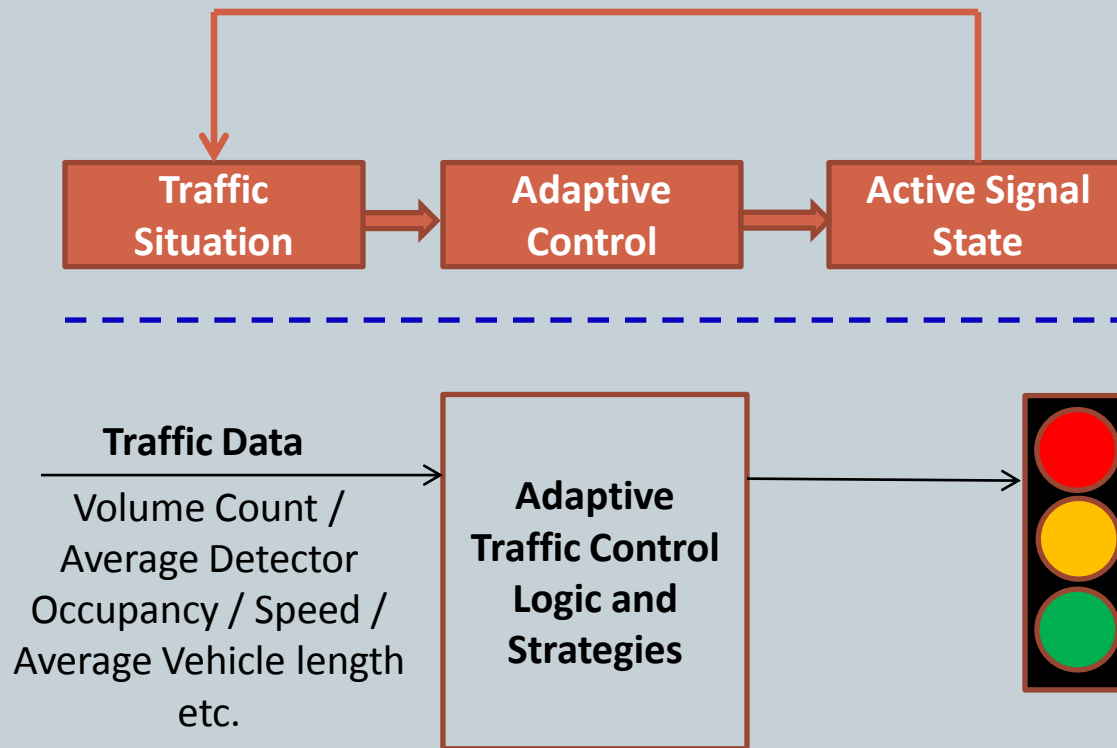 Traffic
Situation
Adaptive
Control
Active Signal
State
Traffic Data
Volume Count /
Average Detector
Occupancy / Speed /
Average Vehicle length
etc.
Adaptive
Traffic Control
Logic and
Strategies